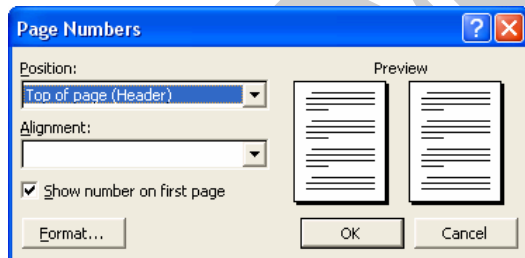 Page Numbers
Position:
Preview
Top of page (Header)
Alignment:
Show number on first page
Format...
OK
Cancel